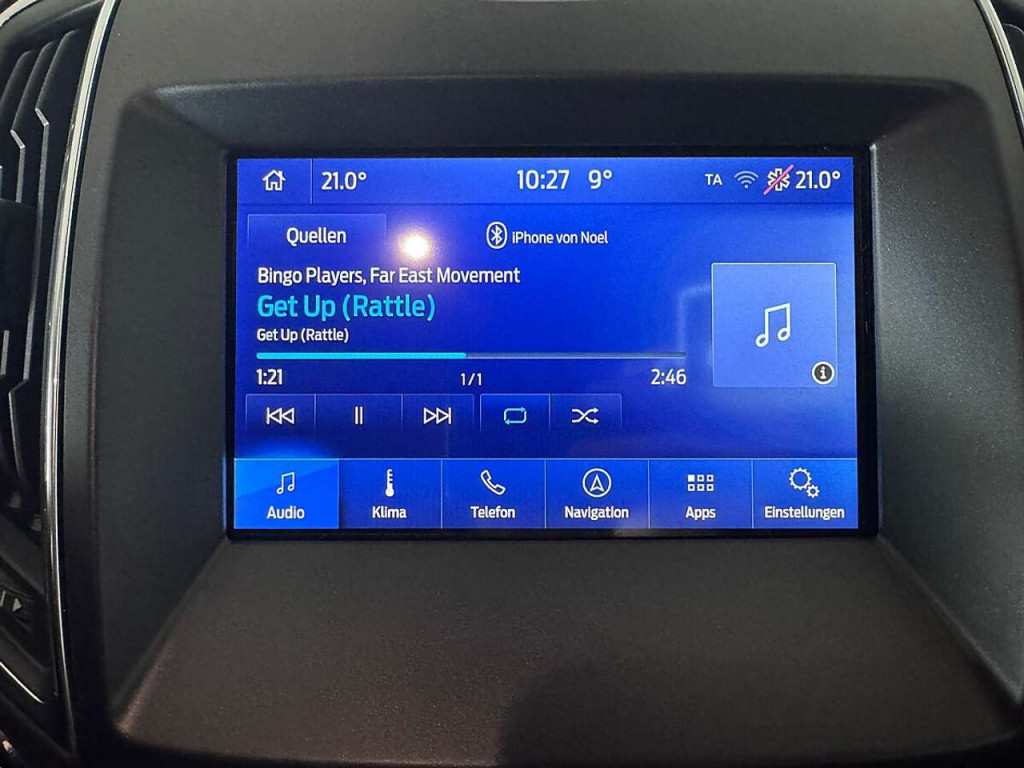 21.0° 10:27 9° TA 21.0°
Quellen iPhone von Noel
Bingo Players, Far East Movement
Get Up (Rattle)
Get Up (Rattle)
1:21 1/1 2:46
Audio Klima Telefon Navigation Apps Einstellungen